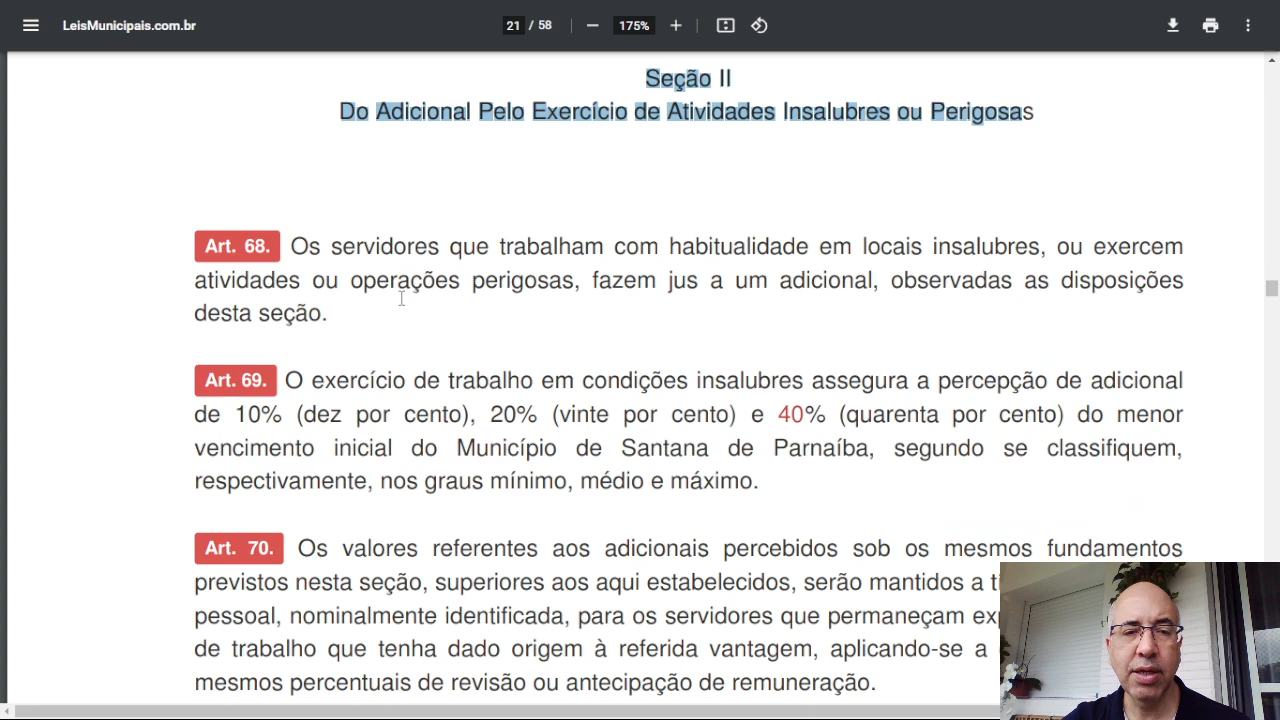 LeisMunicipais.com.br
21 / 58
175%
Seção II
Do Adicional Pelo Exercício de Atividades Insalubres ou Perigosas
Art. 68. Os servidores que trabalham com habitualidade em locais insalubres, ou exercem
atividades ou operações perigosas, fazem jus a um adicional, observadas as disposições
desta seção.
Art. 69. O exercício de trabalho em condições insalubres assegura a percepção de adicional
de 10% (dez por cento), 20% (vinte por cento) e 40% (quarenta por cento) do menor
vencimento inicial do Município de Santana de Parnaíba, segundo se classifiquem,
respectivamente, nos graus mínimo, médio e máximo.
Art. 70. Os valores referentes aos adicionais percebidos sob os mesmos fundamentos
previstos nesta seção, superiores aos aqui estabelecidos, serão mantidos a
pessoal, nominalmente identificada, para os servidores que permaneçam
de trabalho que tenha dado origem à referida vantagem, aplicando-se a
mesmos percentuais de revisão ou antecipação de remuneração.